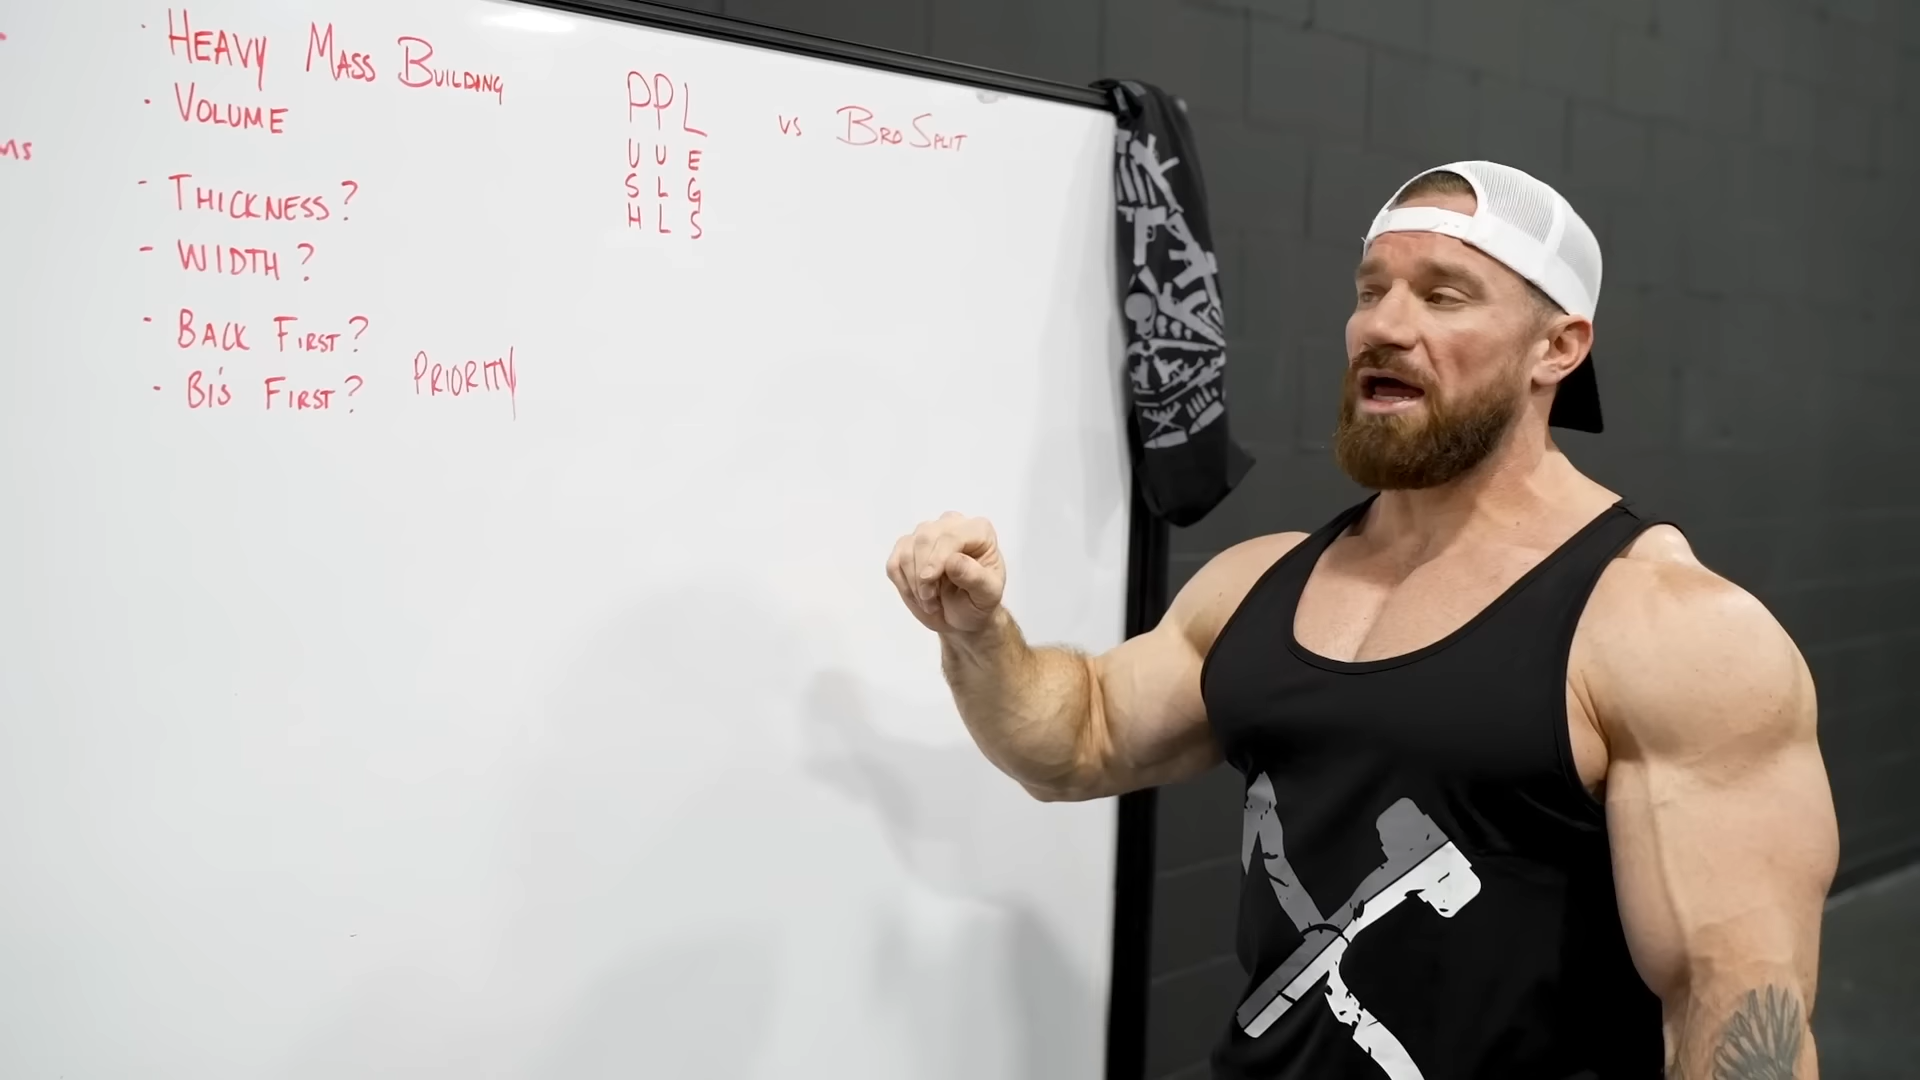 · HEAVY MASS BUILDING
· VOLUME
- THICKNESS?
- WIDTH?
· BACK FIRST?
· BI'S FIRST? PRIORITY
PPL vs BRO SPLIT
U U E
S L G
H L S